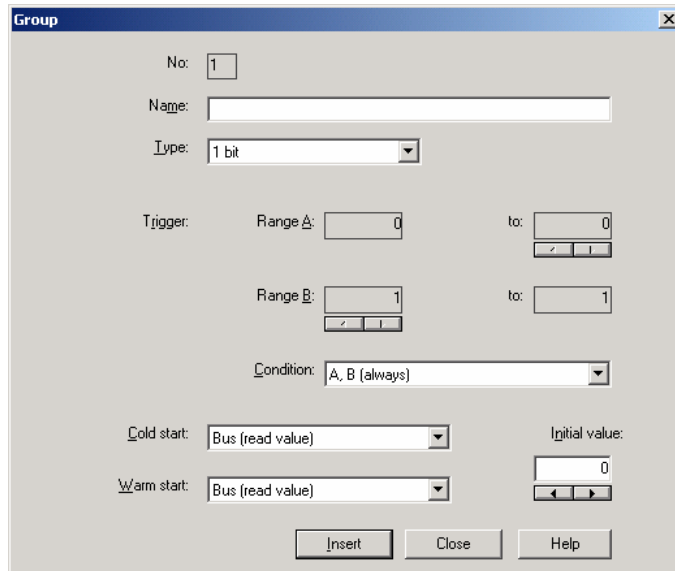 Group
No: 1
Name:
Type: 1 bit
Trigger: Range A: 0 to: 0
Range B: 1 to: 1
Condition: A, B (always)
Cold start: Bus (read value) Initial value:
0
Warm start: Bus (read value)
Insert Close Help